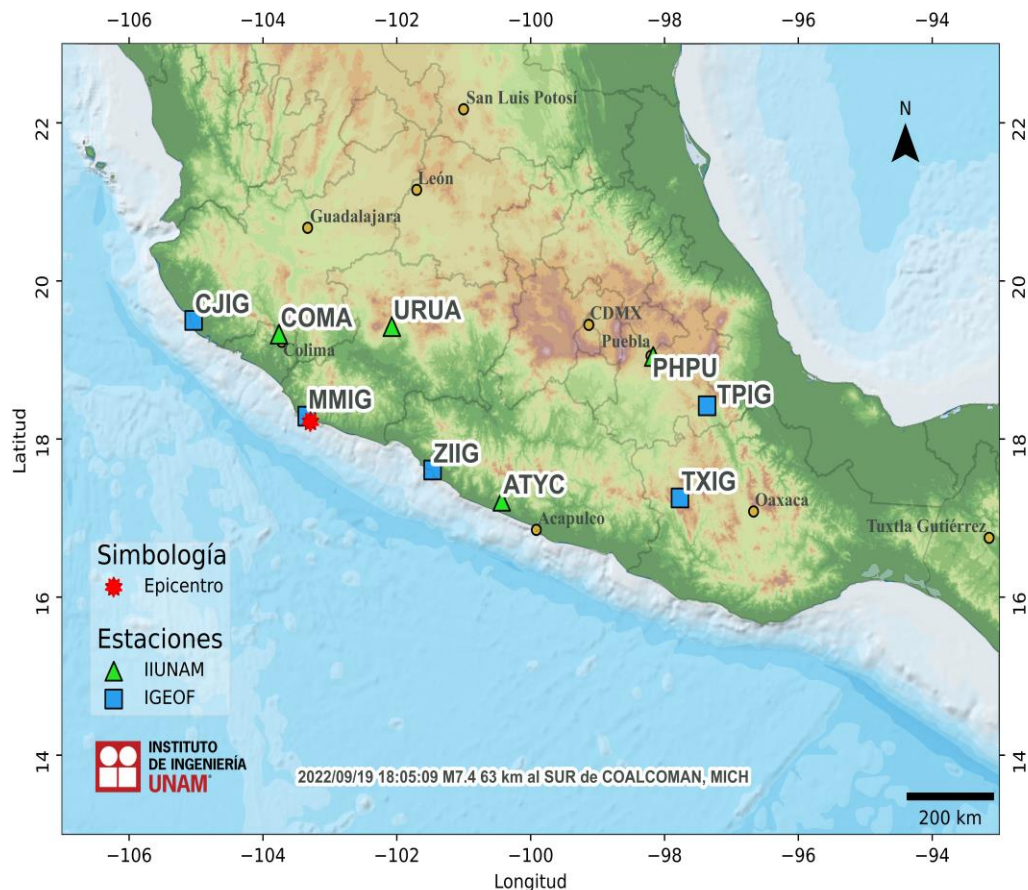 −106 −104 −102 −100 −98 −96 −94
22 22
20 20
18 18
16 16
14 14
Latitud
N
San Luis Potosí
León
Guadalajara
CJIG
COMA
URUA
CDMX
Colima
Puebla
PHPU
MMIG
TPIG
ZIIG
ATYC
TXIG
Oaxaca
Acapulco
Tuxtla Gutiérrez
Simbología
Epicentro
Estaciones
IIUNAM
IGEOF
INSTITUTO
DE INGENIERÍA
UNAM
2022/09/19 18:05:09 M7.4 63 km al SUR de COALCOMAN, MICH
200 km
−106 −104 −102 −100 −98 −96 −94
Longitud